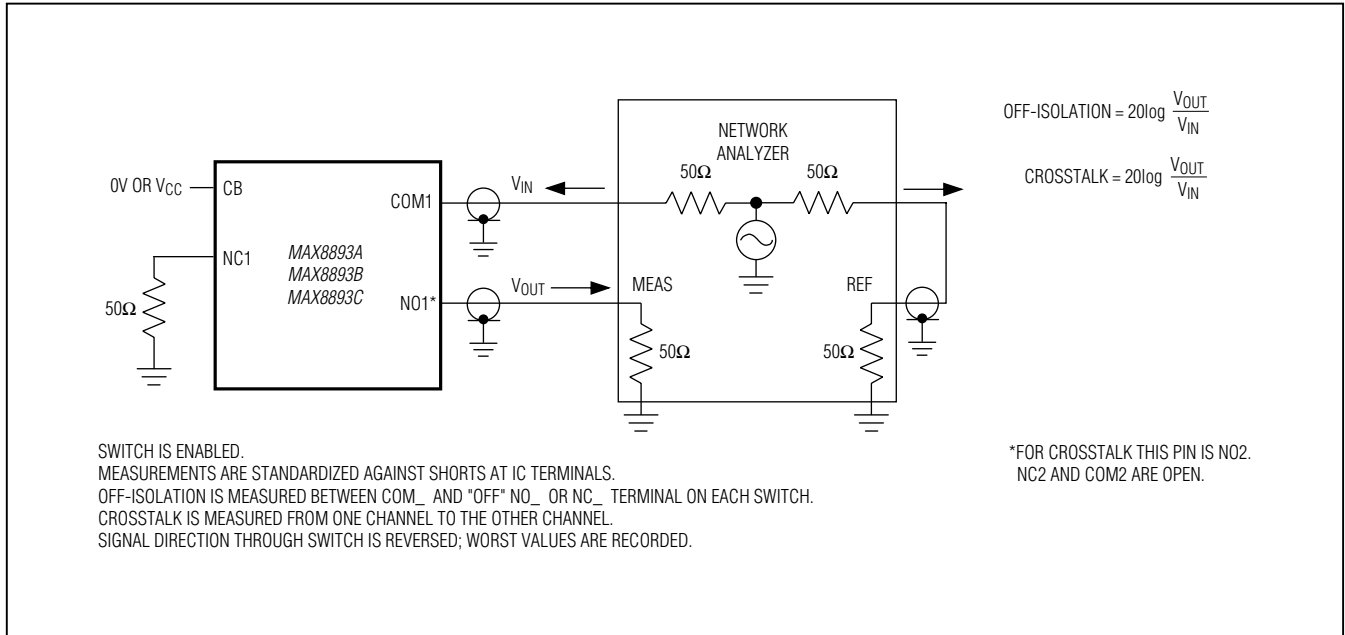 NETWORK
ANALYZER
50Ω
50Ω
OFF-ISOLATION = 20log VOUT
VIN
CROSSTALK = 20log VOUT
VIN
0V OR VCC
CB
COM1
VIN
NC1
MAX8893A
MAX8893B
MAX8893C
NO1*
VOUT
MEAS
REF
50Ω
50Ω
50Ω
SWITCH IS ENABLED.
MEASUREMENTS ARE STANDARDIZED AGAINST SHORTS AT IC TERMINALS.
OFF-ISOLATION IS MEASURED BETWEEN COM_ AND "OFF" NO_ OR NC_ TERMINAL ON EACH SWITCH.
CROSSTALK IS MEASURED FROM ONE CHANNEL TO THE OTHER CHANNEL.
SIGNAL DIRECTION THROUGH SWITCH IS REVERSED; WORST VALUES ARE RECORDED.
*FOR CROSSTALK THIS PIN IS NO2.
NC2 AND COM2 ARE OPEN.